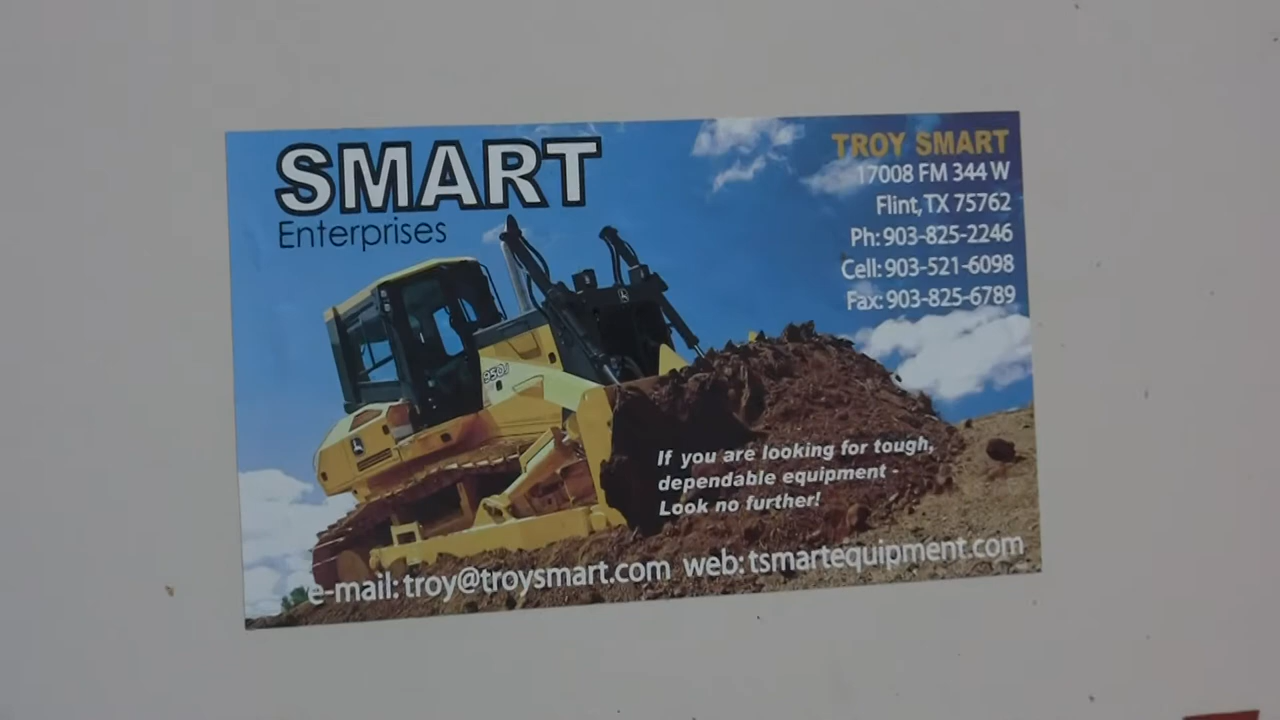 SMART
Enterprises
TROY SMART
17008 FM 344 W
Flint, TX 75762
Ph: 903-825-2246
Cell: 903-521-6098
Fax: 903-825-6789
950J
If you are looking for tough,
dependable equipment -
Look no further!
e-mail: troy@troysmart.com web: tsmartequipment.com